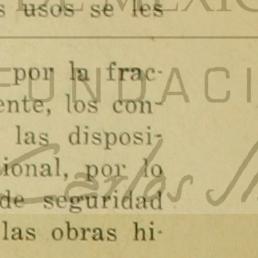 s usos se les
por la frac-
ente, los con-
las disposi-
ional, por lo
de seguridad
las obras hi-
FUNDACI
Carlos